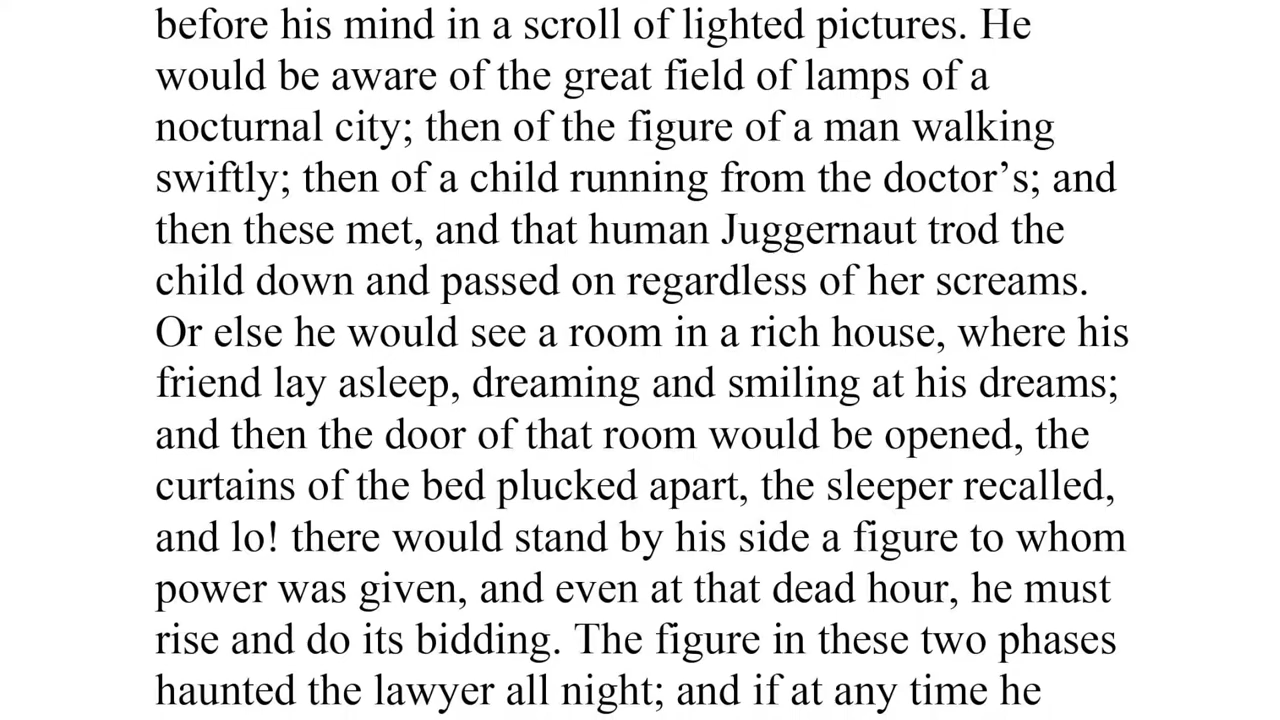 before his mind in a scroll of lighted pictures. He
would be aware of the great field of lamps of a
nocturnal city; then of the figure of a man walking
swiftly; then of a child running from the doctor’s; and
then these met, and that human Juggernaut trod the
child down and passed on regardless of her screams.
Or else he would see a room in a rich house, where his
friend lay asleep, dreaming and smiling at his dreams;
and then the door of that room would be opened, the
curtains of the bed plucked apart, the sleeper recalled,
and lo! there would stand by his side a figure to whom
power was given, and even at that dead hour, he must
rise and do its bidding. The figure in these two phases
haunted the lawyer all night; and if at any time he